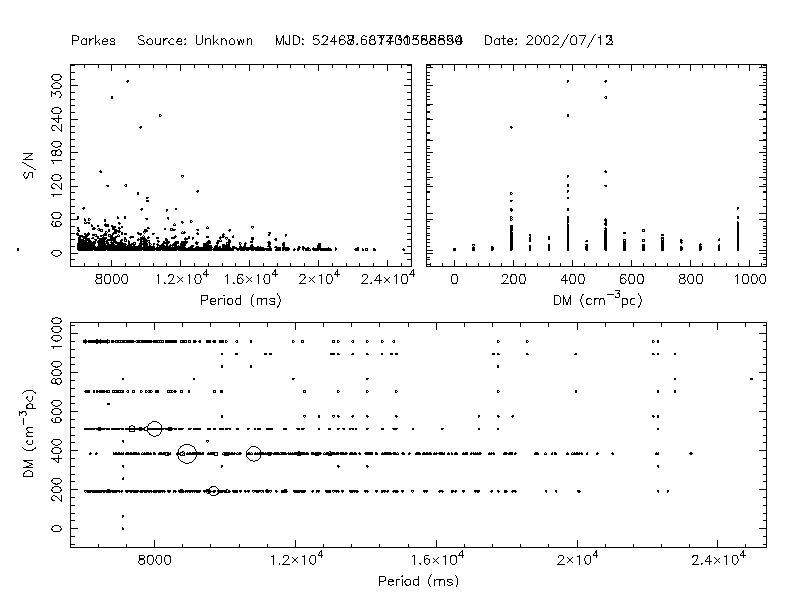 Parkes Source: Unknown MJD: Date: 2002/07/
S/N
0 60 120 180 240 300
8000 1.2×10⁴ 1.6×10⁴ 2×10⁴ 2.4×10⁴
Period (ms)
0 200 400 600 800 1000
DM (cm⁻³pc)
DM (cm⁻³pc)
0 200 400 600 800 1000
8000 1.2×10⁴ 1.6×10⁴ 2×10⁴ 2.4×10⁴
Period (ms)